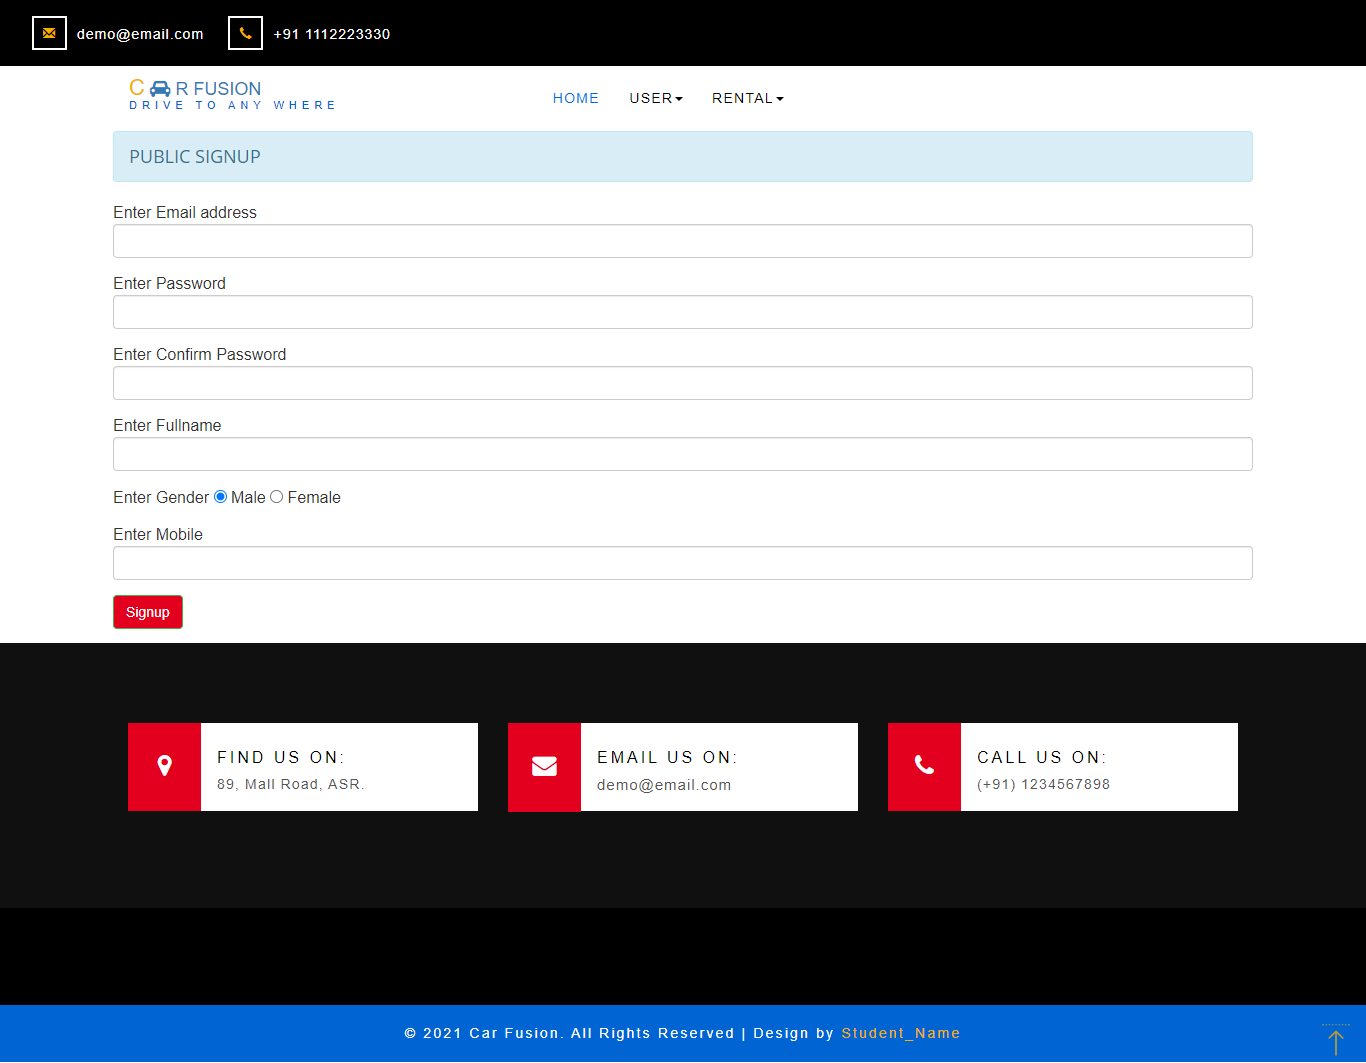 demo@email.com +91 1112223330
C R FUSION
DRIVE TO ANY WHERE
HOME USER RENTAL
PUBLIC SIGNUP
Enter Email address
Enter Password
Enter Confirm Password
Enter Fullname
Enter Gender Male Female
Enter Mobile
Signup
FIND US ON:
89, Mall Road, ASR.
EMAIL US ON:
demo@email.com
CALL US ON:
(+91) 1234567898
© 2021 Car Fusion. All Rights Reserved | Design by Student_Name